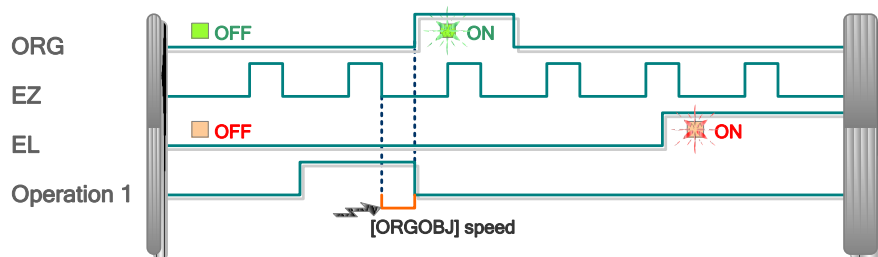 OFF
ON
ORG
EZ
OFF
ON
EL
Operation 1
[ORGOBJ] speed